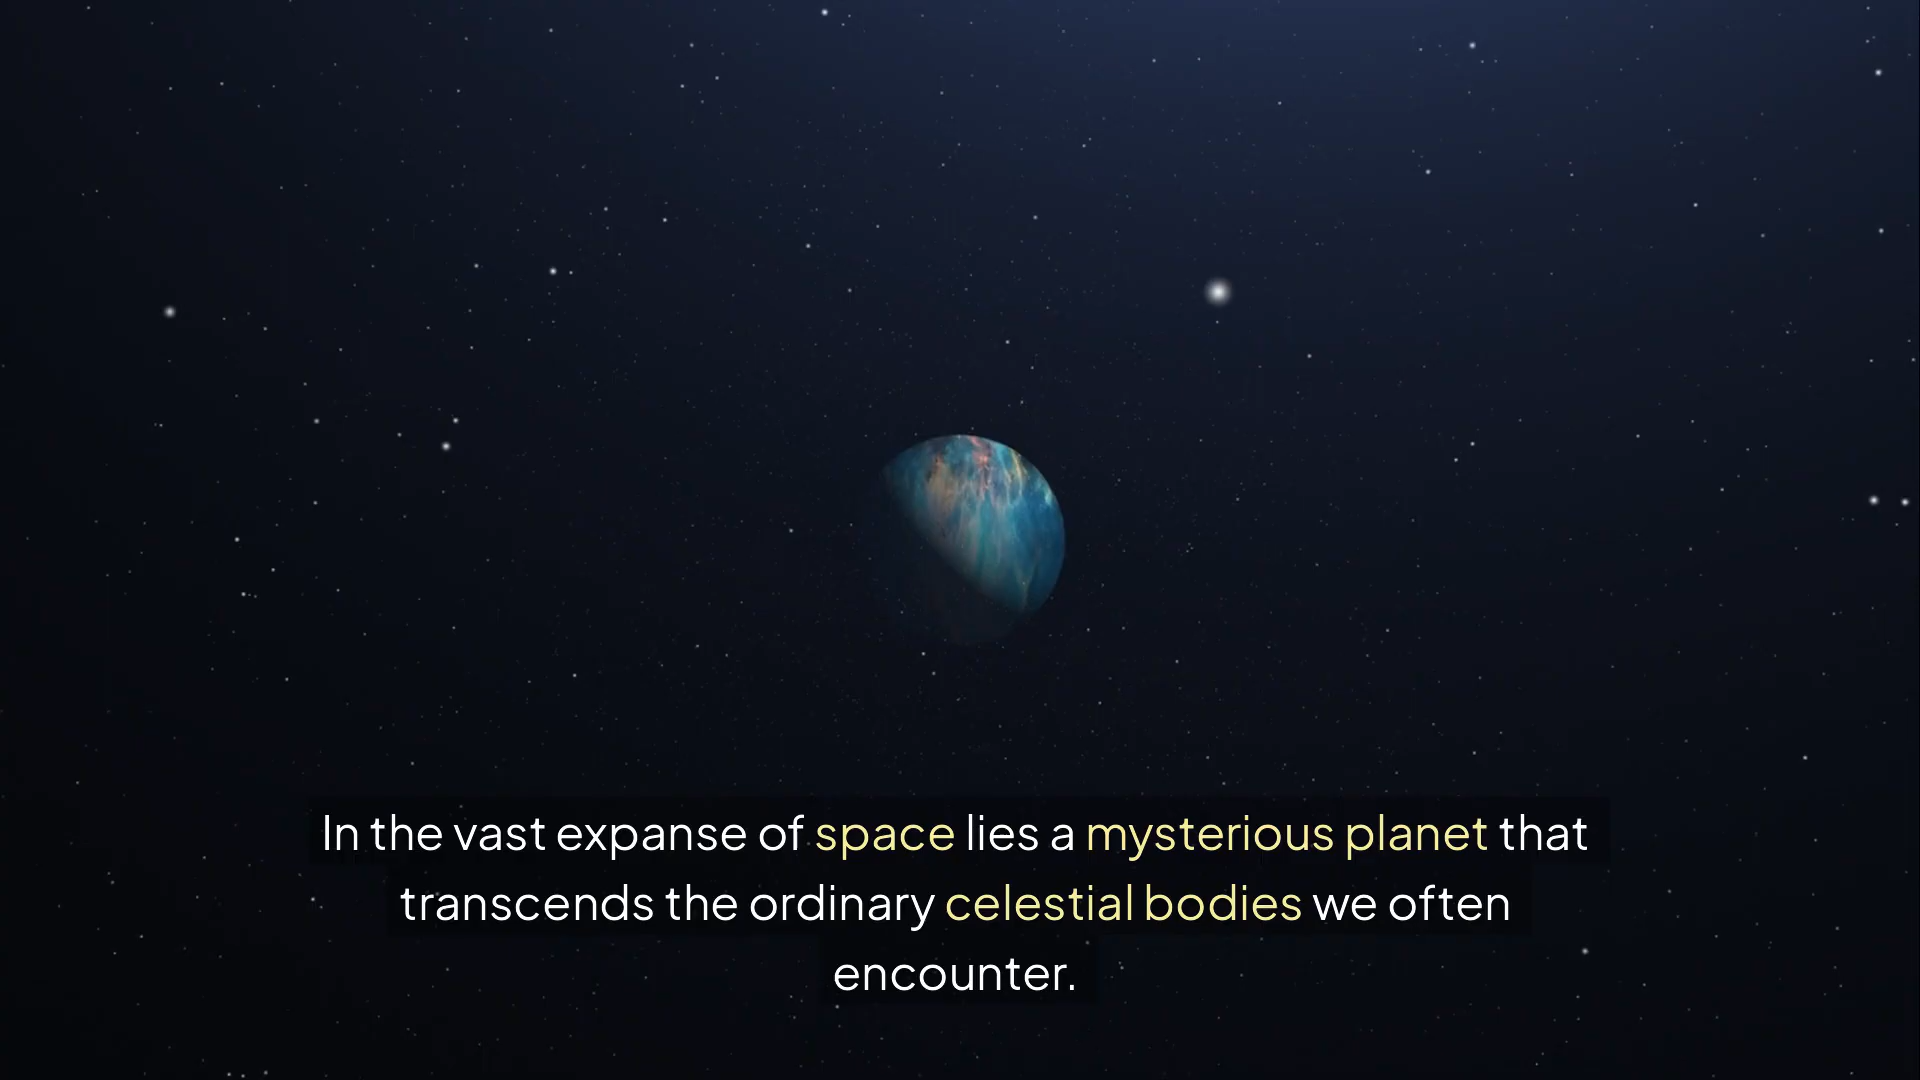 In the vast expanse of space lies a mysterious planet that
transcends the ordinary celestial bodies we often
encounter.